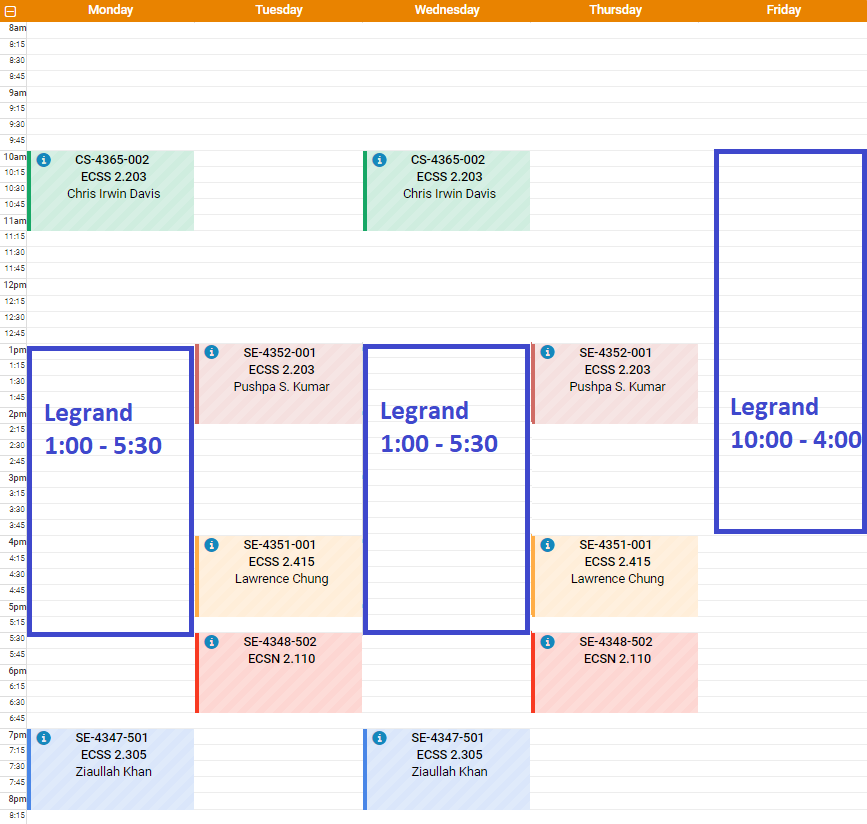 Monday
Tuesday
Wednesday
Thursday
Friday
8am
8:15
8:30
8:45
9am
9:15
9:30
9:45
10am
10:15
10:30
10:45
11am
11:15
11:30
11:45
12pm
12:15
12:30
12:45
1pm
1:15
1:30
1:45
2pm
2:15
2:30
2:45
3pm
3:15
3:30
3:45
4pm
4:15
4:30
4:45
5pm
5:15
5:30
5:45
6pm
6:15
6:30
6:45
7pm
7:15
7:30
7:45
8pm
8:15
CS-4365-002
ECSS 2.203
Chris Irwin Davis
Legrand
1:00 - 5:30
SE-4347-501
ECSS 2.305
Ziaullah Khan
SE-4352-001
ECSS 2.203
Pushpa S. Kumar
SE-4351-001
ECSS 2.415
Lawrence Chung
SE-4348-502
ECSN 2.110
CS-4365-002
ECSS 2.203
Chris Irwin Davis
Legrand
1:00 - 5:30
SE-4347-501
ECSS 2.305
Ziaullah Khan
SE-4352-001
ECSS 2.203
Pushpa S. Kumar
SE-4351-001
ECSS 2.415
Lawrence Chung
SE-4348-502
ECSN 2.110
Legrand
10:00 - 4:00